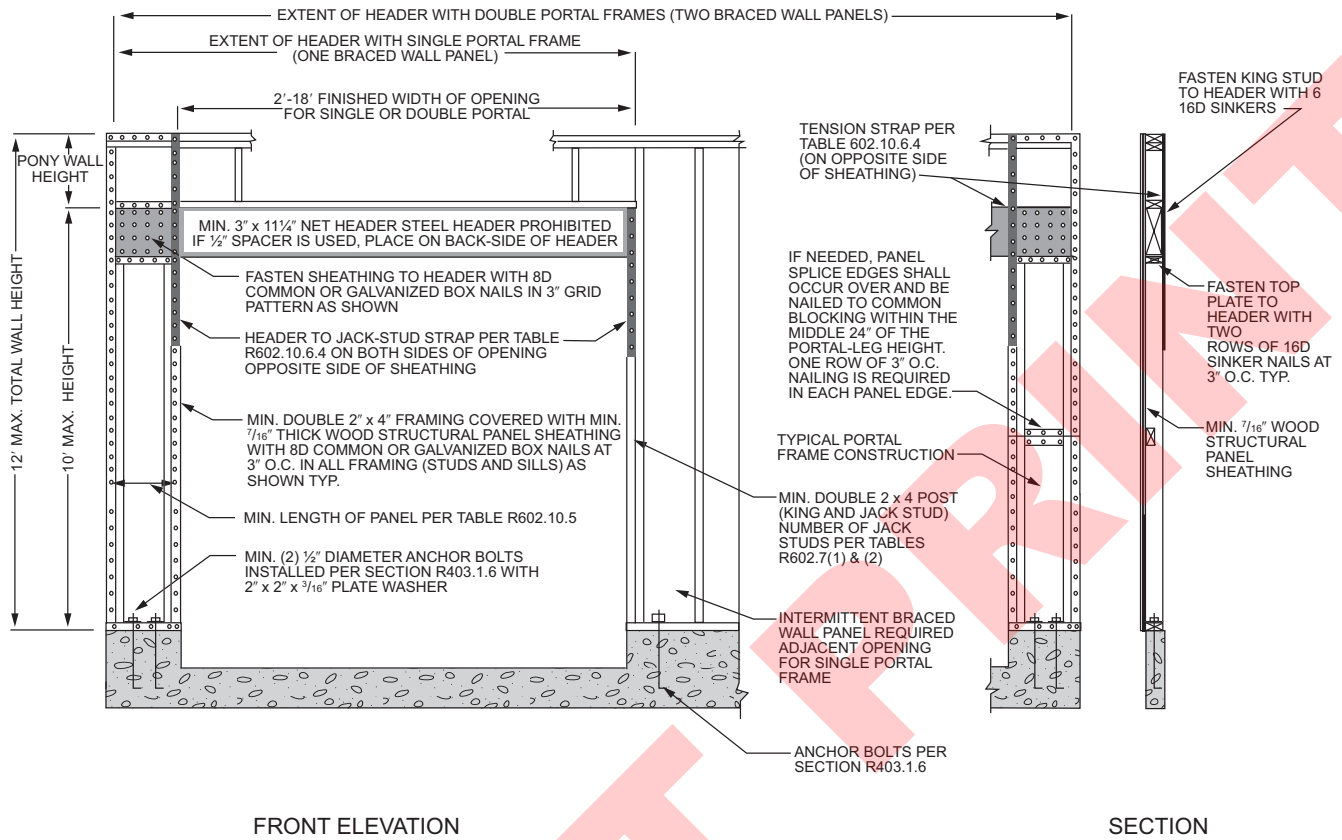 EXTENT OF HEADER WITH DOUBLE PORTAL FRAMES (TWO BRACED WALL PANELS)
EXTENT OF HEADER WITH SINGLE PORTAL FRAME
(ONE BRACED WALL PANEL)
2′-18′ FINISHED WIDTH OF OPENING
FOR SINGLE OR DOUBLE PORTAL
PONY WALL
HEIGHT
12′ MAX. TOTAL WALL HEIGHT
10′ MAX. HEIGHT
MIN. 3″ x 11¼″ NET HEADER STEEL HEADER PROHIBITED
IF ½″ SPACER IS USED, PLACE ON BACK-SIDE OF HEADER
FASTEN SHEATHING TO HEADER WITH 8D
COMMON OR GALVANIZED BOX NAILS IN 3″ GRID
PATTERN AS SHOWN
HEADER TO JACK-STUD STRAP PER TABLE
R602.10.6.4 ON BOTH SIDES OF OPENING
OPPOSITE SIDE OF SHEATHING
MIN. DOUBLE 2″ x 4″ FRAMING COVERED WITH MIN.
7/16″ THICK WOOD STRUCTURAL PANEL SHEATHING
WITH 8D COMMON OR GALVANIZED BOX NAILS AT
3″ O.C. IN ALL FRAMING (STUDS AND SILLS) AS
SHOWN TYP.
MIN. LENGTH OF PANEL PER TABLE R602.10.5
MIN. (2) ½″ DIAMETER ANCHOR BOLTS
INSTALLED PER SECTION R403.1.6 WITH
2″ x 2″ x 3/16″ PLATE WASHER
TENSION STRAP PER
TABLE 602.10.6.4
(ON OPPOSITE SIDE
OF SHEATHING)
IF NEEDED, PANEL
SPLICE EDGES SHALL
OCCUR OVER AND BE
NAILED TO COMMON
BLOCKING WITHIN THE
MIDDLE 24″ OF THE
PORTAL-LEG HEIGHT.
ONE ROW OF 3″ O.C.
NAILING IS REQUIRED
IN EACH PANEL EDGE.
TYPICAL PORTAL
FRAME CONSTRUCTION
MIN. DOUBLE 2 x 4 POST
(KING AND JACK STUD)
NUMBER OF JACK
STUDS PER TABLES
R602.7(1) & (2)
INTERMITTENT BRACED
WALL PANEL REQUIRED
ADJACENT OPENING
FOR SINGLE PORTAL
FRAME
ANCHOR BOLTS PER
SECTION R403.1.6
FASTEN KING STUD
TO HEADER WITH 6
16D SINKERS
FASTEN TOP
PLATE TO
HEADER WITH
TWO
ROWS OF 16D
SINKER NAILS AT
3″ O.C. TYP.
MIN. 7/16″ WOOD
STRUCTURAL
PANEL
SHEATHING
FRONT ELEVATION
SECTION
T PRINT